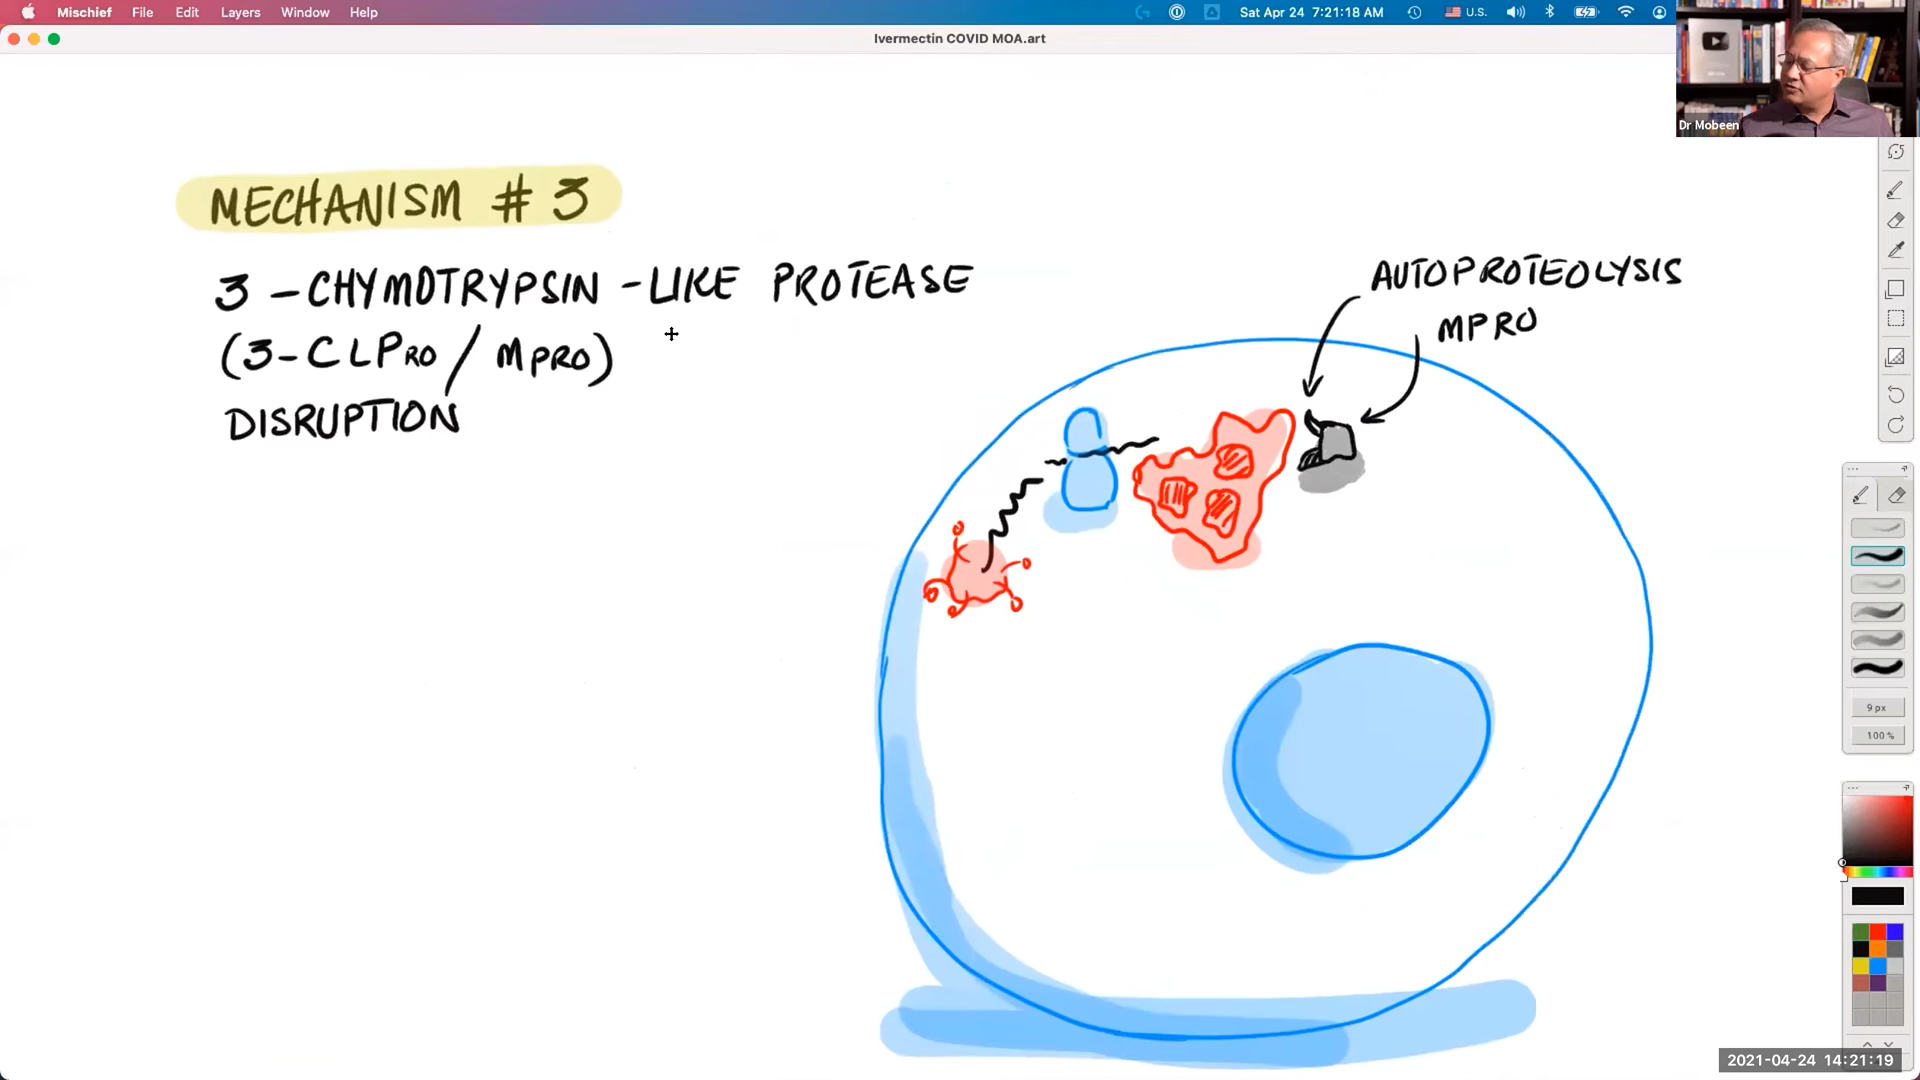 Mischief File Edit Layers Window Help U.S. Sat Apr 24 7:21:18 AM
Ivermectin COVID MOA.art
Dr Mobeen
MECHANISM # 3
3 - CHYMOTRYPSIN - LIKE PROTEASE
(3 - CLPRO / MPRO)
DISRUPTION
AUTOPROTEOLYSIS
MPRO
9 px
100 %
2021-04-24 14:21:19